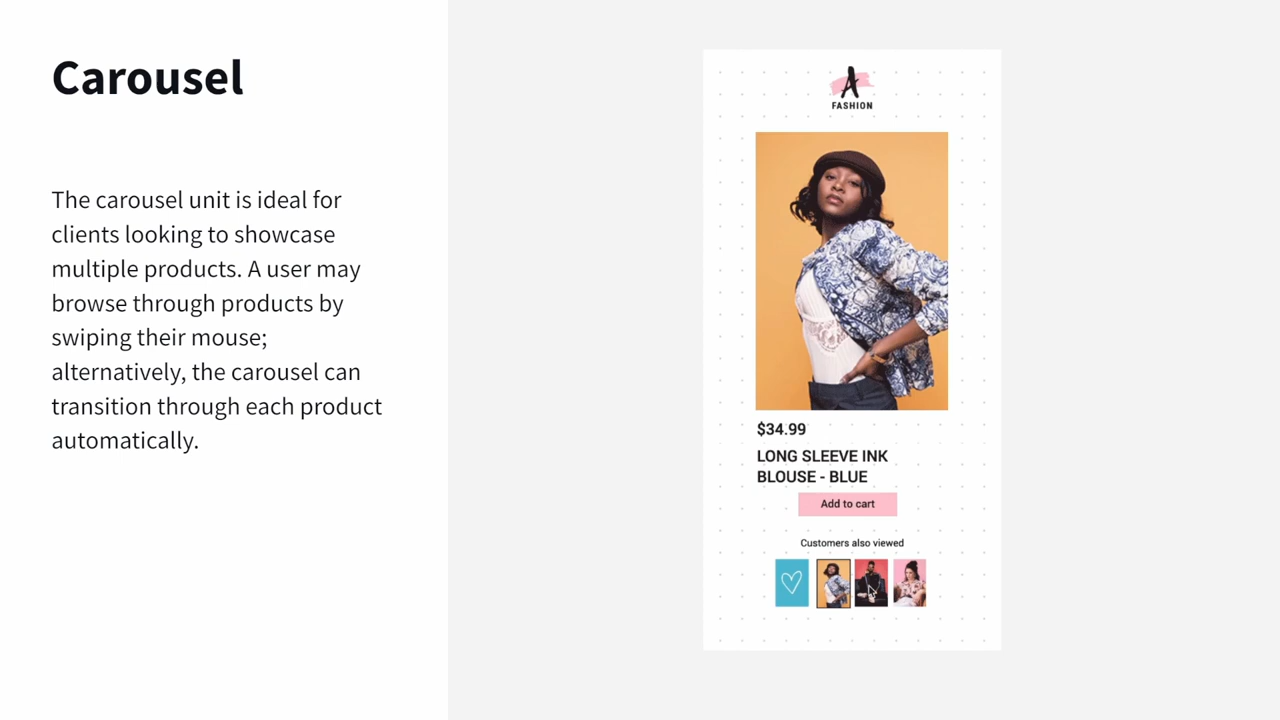 Carousel
The carousel unit is ideal for
clients looking to showcase
multiple products. A user may
browse through products by
swiping their mouse;
alternatively, the carousel can
transition through each product
automatically.
A
FASHION
$34.99
LONG SLEEVE INK
BLOUSE - BLUE
Add to cart
Customers also viewed